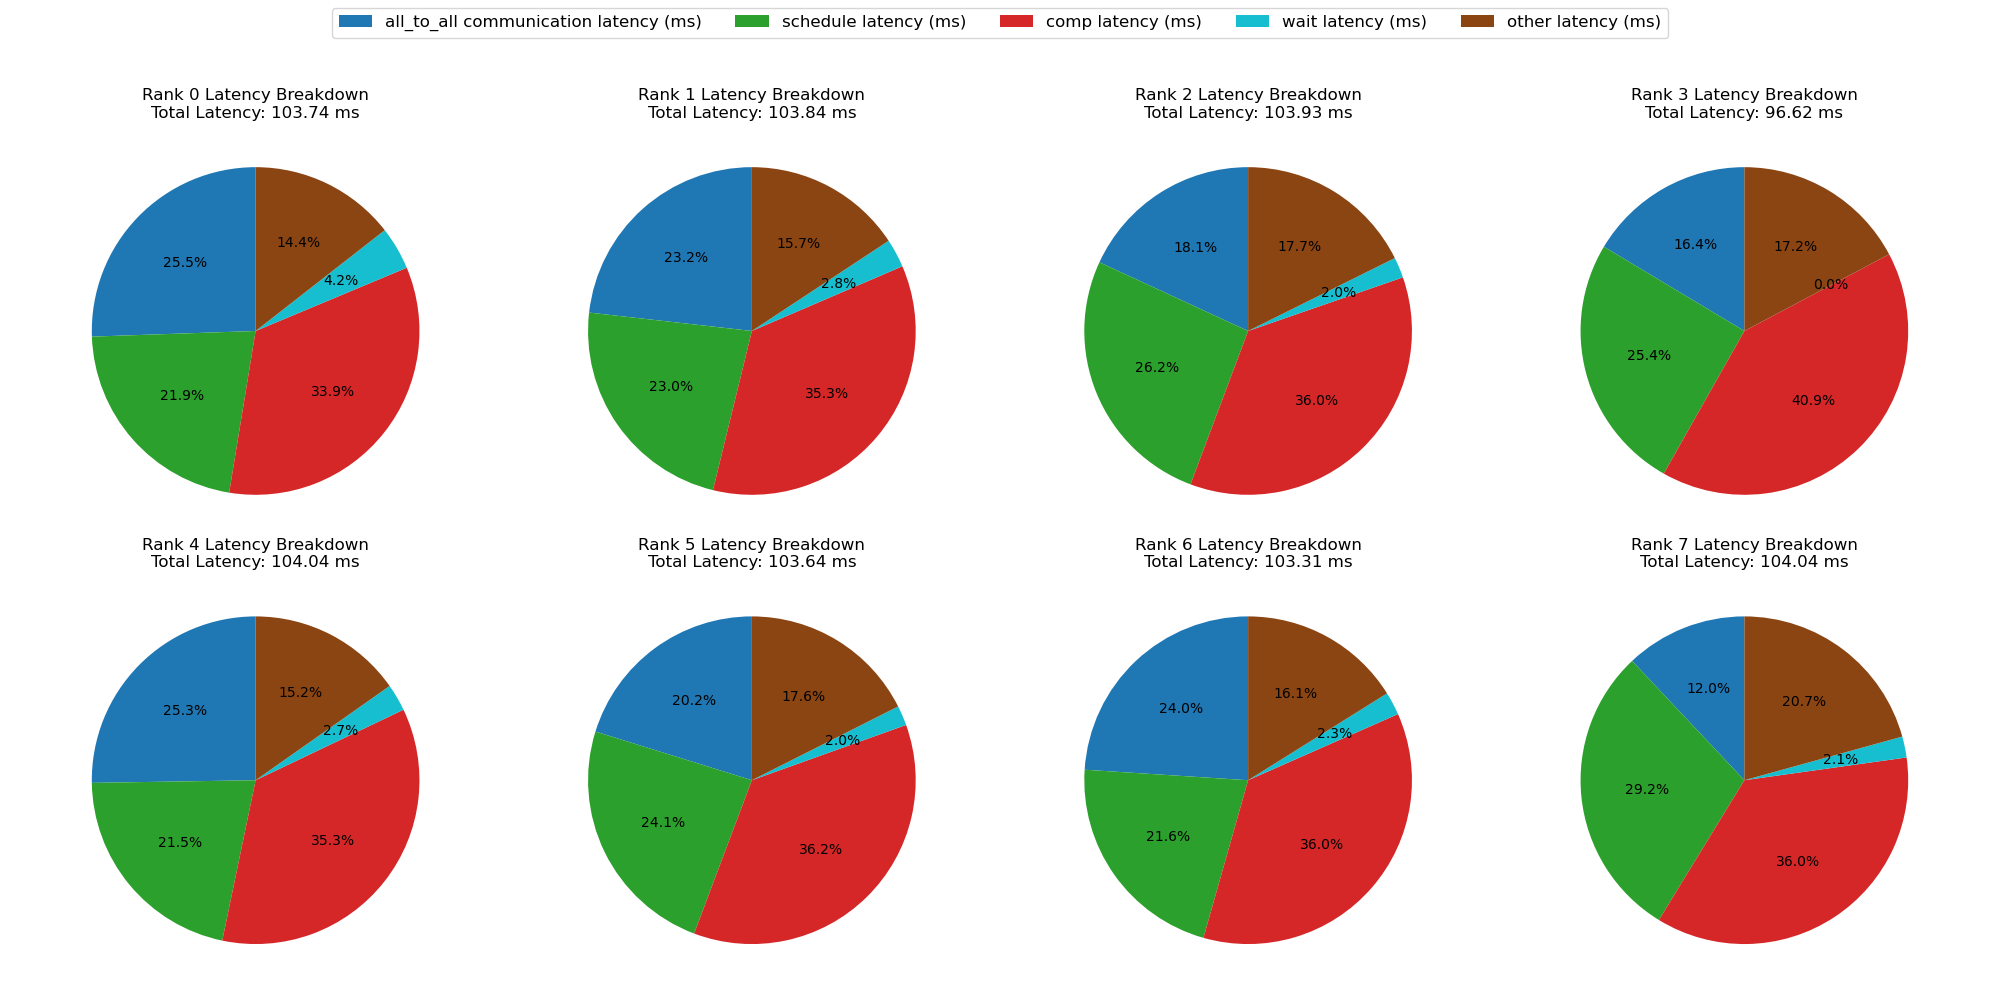 all_to_all communication latency (ms) schedule latency (ms) comp latency (ms) wait latency (ms) other latency (ms)
Rank 0 Latency Breakdown
Total Latency: 103.74 ms
25.5%
21.9%
33.9%
4.2%
14.4%
Rank 1 Latency Breakdown
Total Latency: 103.84 ms
23.2%
23.0%
35.3%
2.8%
15.7%
Rank 2 Latency Breakdown
Total Latency: 103.93 ms
18.1%
26.2%
36.0%
2.0%
17.7%
Rank 3 Latency Breakdown
Total Latency: 96.62 ms
16.4%
25.4%
40.9%
0.0%
17.2%
Rank 4 Latency Breakdown
Total Latency: 104.04 ms
25.3%
21.5%
35.3%
2.7%
15.2%
Rank 5 Latency Breakdown
Total Latency: 103.64 ms
20.2%
24.1%
36.2%
2.0%
17.6%
Rank 6 Latency Breakdown
Total Latency: 103.31 ms
24.0%
21.6%
36.0%
2.3%
16.1%
Rank 7 Latency Breakdown
Total Latency: 104.04 ms
12.0%
29.2%
36.0%
2.1%
20.7%